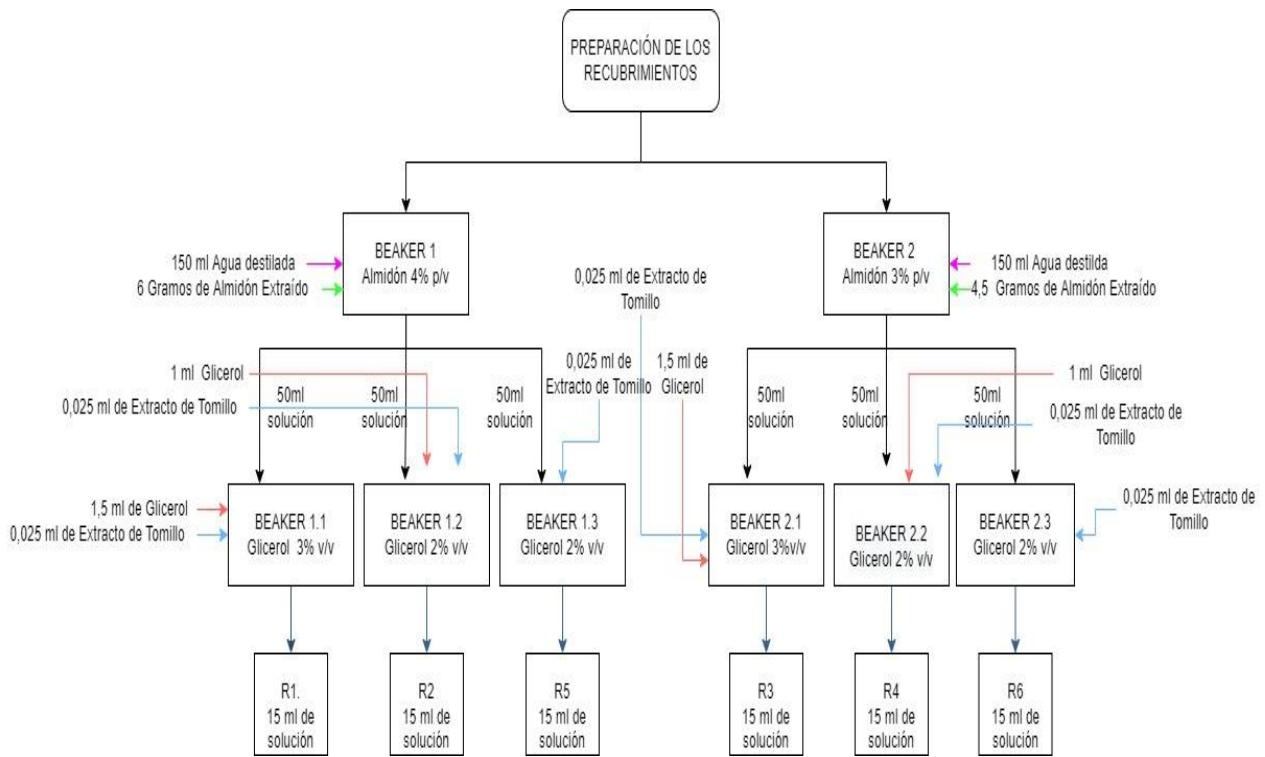 PREPARACIÓN DE LOS
RECUBRIMIENTOS
BEAKER 1
Almidón 4% p/v
150 ml Agua destilada
6 Gramos de Almidón Extraído
BEAKER 2
Almidón 3% p/v
150 ml Agua destilda
4,5 Gramos de Almidón Extraído
0,025 ml de Extracto de
Tomillo
1 ml Glicerol
0,025 ml de Extracto de Tomillo
50ml
solución
50ml
solución
50ml
solución
0,025 ml de
Extracto de Tomillo
1,5 ml de
Glicerol
50ml
solución
50ml
solución
50ml
solución
1 ml Glicerol
0,025 ml de Extracto de
Tomillo
1,5 ml de Glicerol
0,025 ml de Extracto de Tomillo
BEAKER 1.1
Glicerol 3% v/v
BEAKER 1.2
Glicerol 2% v/v
BEAKER 1.3
Glicerol 2% v/v
BEAKER 2.1
Glicerol 3%v/v
BEAKER 2.2
Glicerol 2% v/v
BEAKER 2.3
Glicerol 2% v/v
0,025 ml de Extracto de
Tomillo
R1.
15 ml de
solución
R2
15 ml de
solución
R5
15 ml de
solución
R3
15 ml de
solución
R4
15 ml de
solución
R6
15 ml de
solución